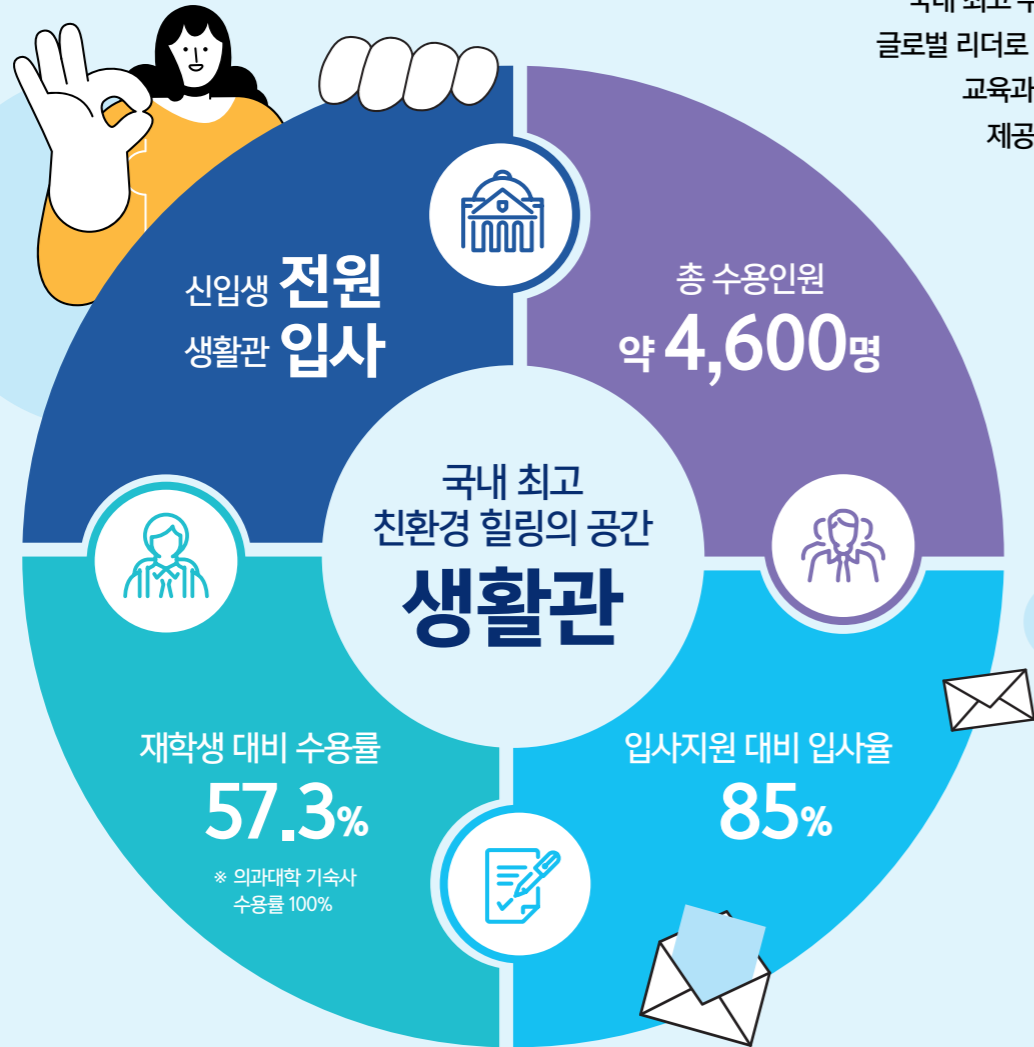 글로벌 리더로
교육과
제공
신입생 전원
생활관 입사
총 수용인원
약 4,600명
국내 최고
친환경 힐링의 공간
생활관
재학생 대비 수용률
57.3%
※ 의과대학 기숙사
수용률 100%
입사지원 대비 입사율
85%